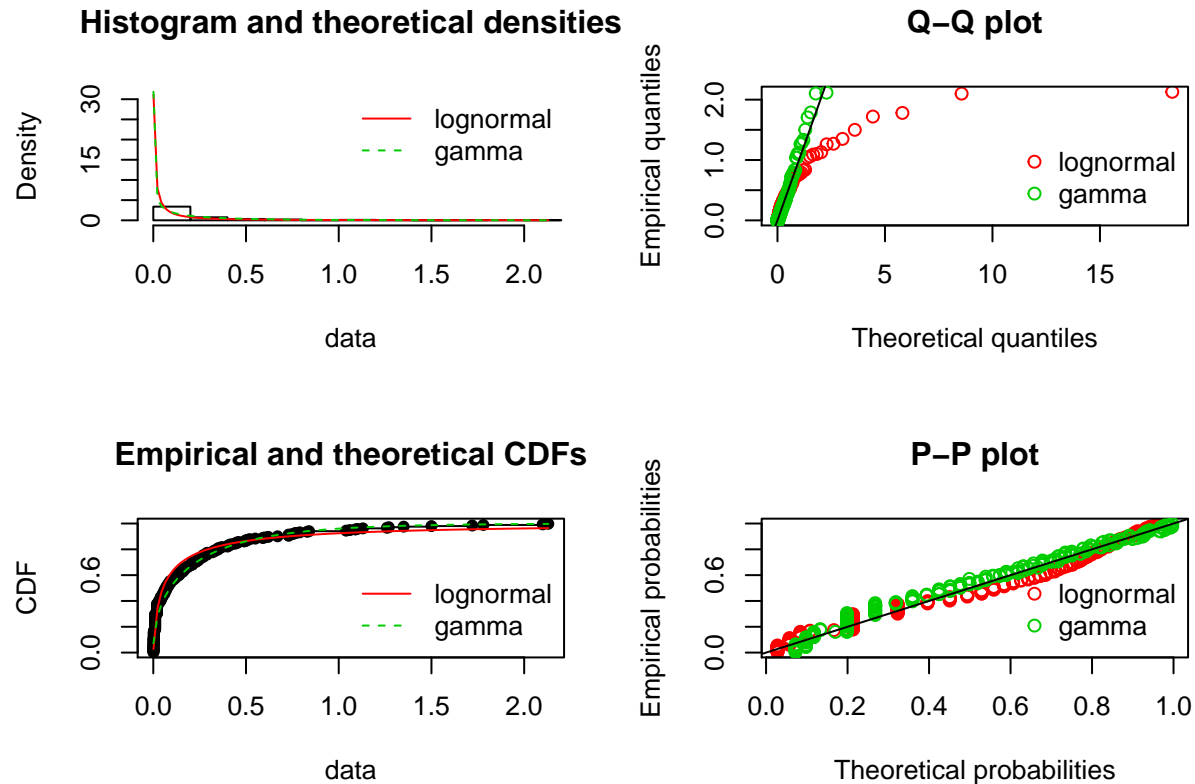 Histogram and theoretical densities
Density
0
15
30
0.0 0.5 1.0 1.5 2.0
data
lognormal
gamma
Q−Q plot
Empirical quantiles
0.0
1.0
2.0
0 5 10 15
Theoretical quantiles
lognormal
gamma
Empirical and theoretical CDFs
CDF
0.0
0.6
0.0 0.5 1.0 1.5 2.0
data
lognormal
gamma
P−P plot
Empirical probabilities
0.0
0.6
0.0 0.2 0.4 0.6 0.8 1.0
Theoretical probabilities
lognormal
gamma